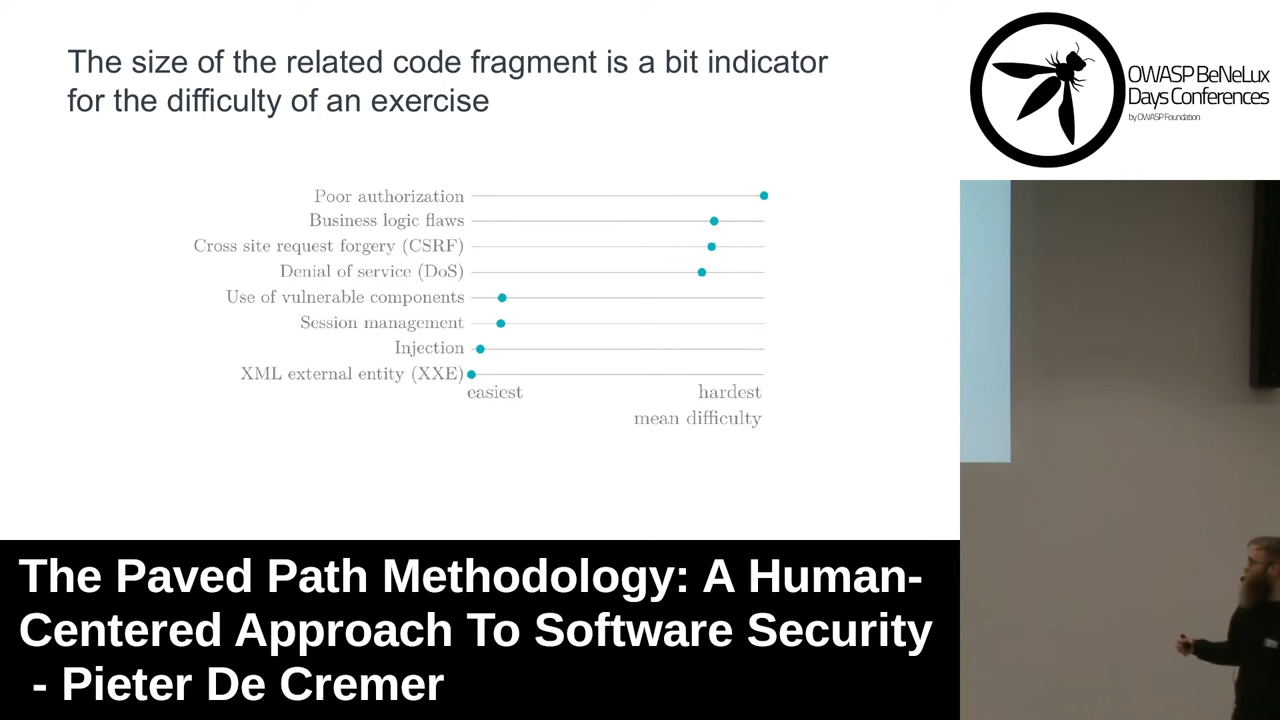 The size of the related code fragment is a bit indicator
for the difficulty of an exercise
OWASP BeNeLux
Days Conferences
by OWASP Foundation
Poor authorization
Business logic flaws
Cross site request forgery (CSRF)
Denial of service (DoS)
Use of vulnerable components
Session management
Injection
XML external entity (XXE)
easiest
hardest
mean difficulty
The Paved Path Methodology: A Human-
Centered Approach To Software Security
- Pieter De Cremer